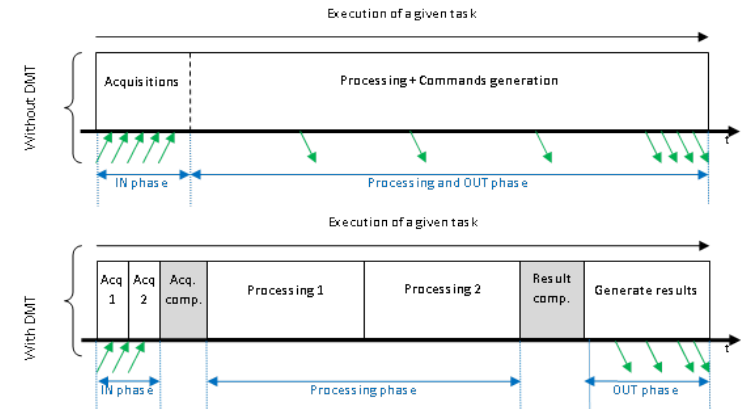 Execution of a given task
Without DMT
Acquisitions
Processing + Commands generation
t
IN phase
Processing and OUT phase
Execution of a given task
With DMT
Acq
1
Acq
2
Acq.
comp.
Processing 1
Processing 2
Result
comp.
Generate results
t
IN phase
Processing phase
OUT phase